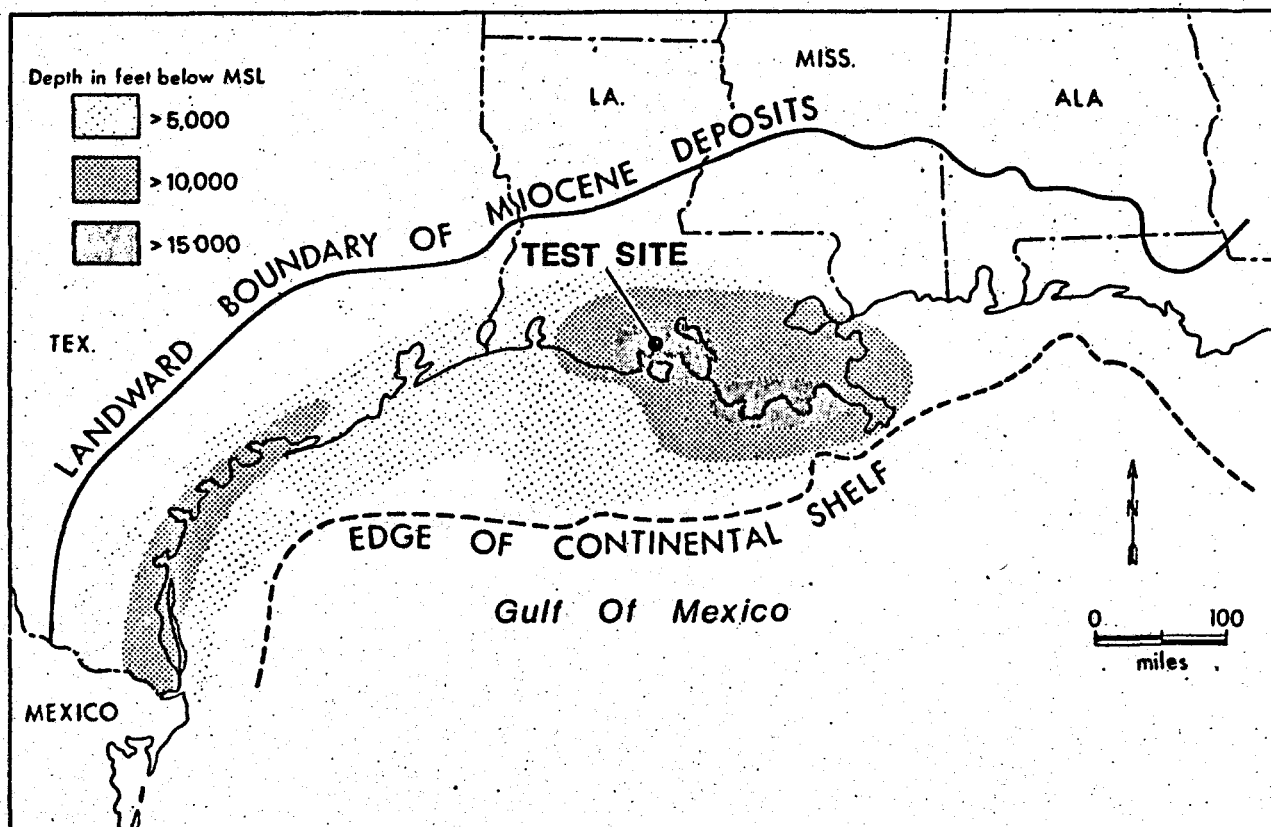 Depth in feet below MSL
>5,000
>10,000
>15,000
LA.
MISS.
ALA
LANDWARD BOUNDARY OF MIOCENE DEPOSITS
TEST SITE
TEX.
EDGE OF CONTINENTAL SHELF
Gulf Of Mexico
N
0 100
miles
MEXICO